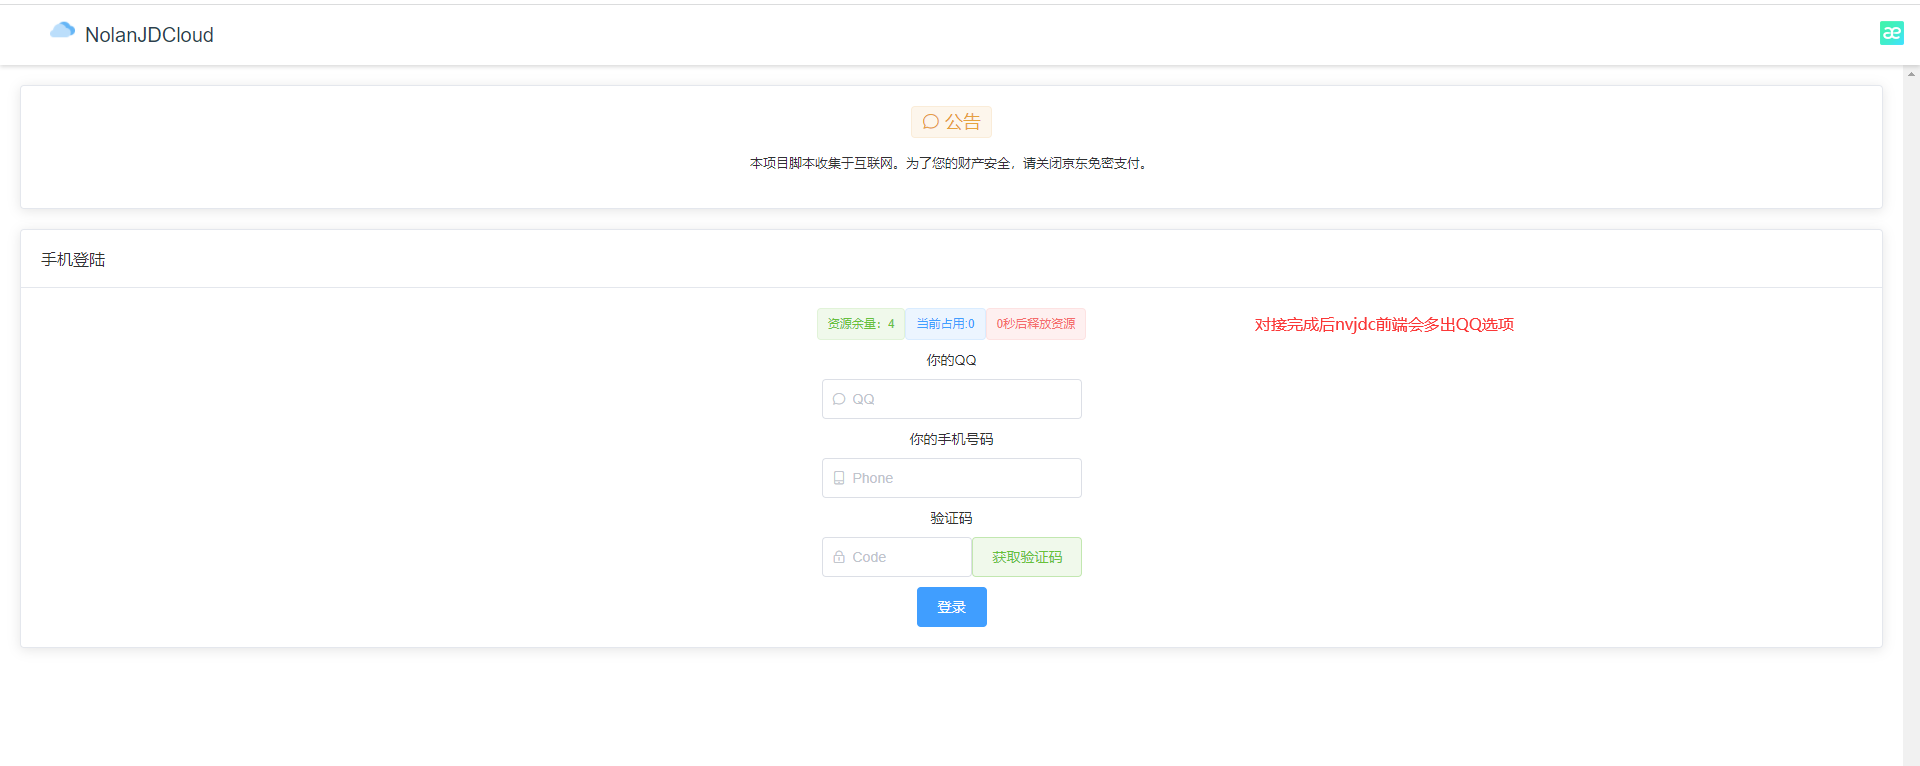 NolanJDCloud
æ
公告
本项目脚本收集于互联网。为了您的财产安全，请关闭京东免密支付。
手机登陆
资源余量：4 当前占用:0 0秒后释放资源
对接完成后nvjdc前端会多出QQ选项
你的QQ
QQ
你的手机号码
Phone
验证码
Code 获取验证码
登录